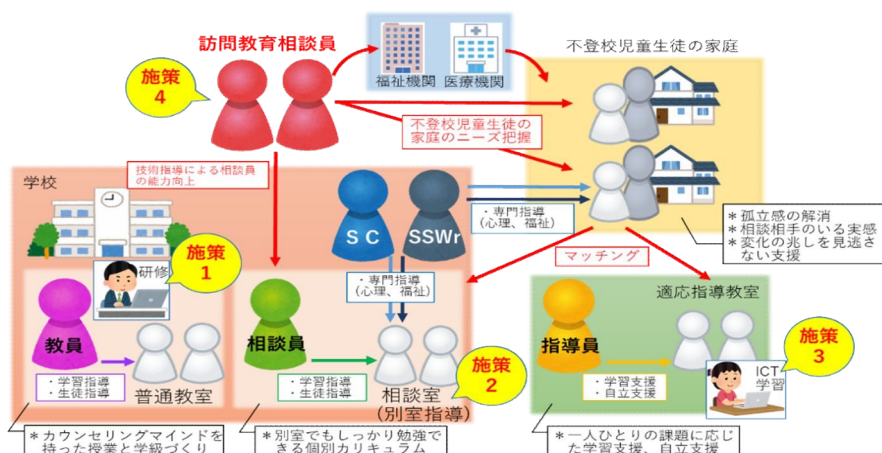 訪問教育相談員
施策
4
福祉機関
医療機関
不登校児童生徒の家庭
不登校児童生徒の
家庭のニーズ把握
技術指導による相談員
の能力向上
学校
SC
SSWr
・専門指導
(心理、福祉)
・専門指導
(心理、福祉)
*孤立感の解消
*相談相手のいる実感
*変化の兆しを見逃さ
ない支援
マッチング
研修
施策
1
教員
・学習指導
・生徒指導
普通教室
相談員
・学習指導
・生徒指導
相談室
(別室指導)
施策
2
適応指導教室
指導員
・学習支援
・自立支援
ICT
学習
施策
3
*カウンセリングマインドを
持った授業と学級づくり
*別室でもしっかり勉強で
きる個別カリキュラム
*一人ひとりの課題に応じ
た学習支援、自立支援